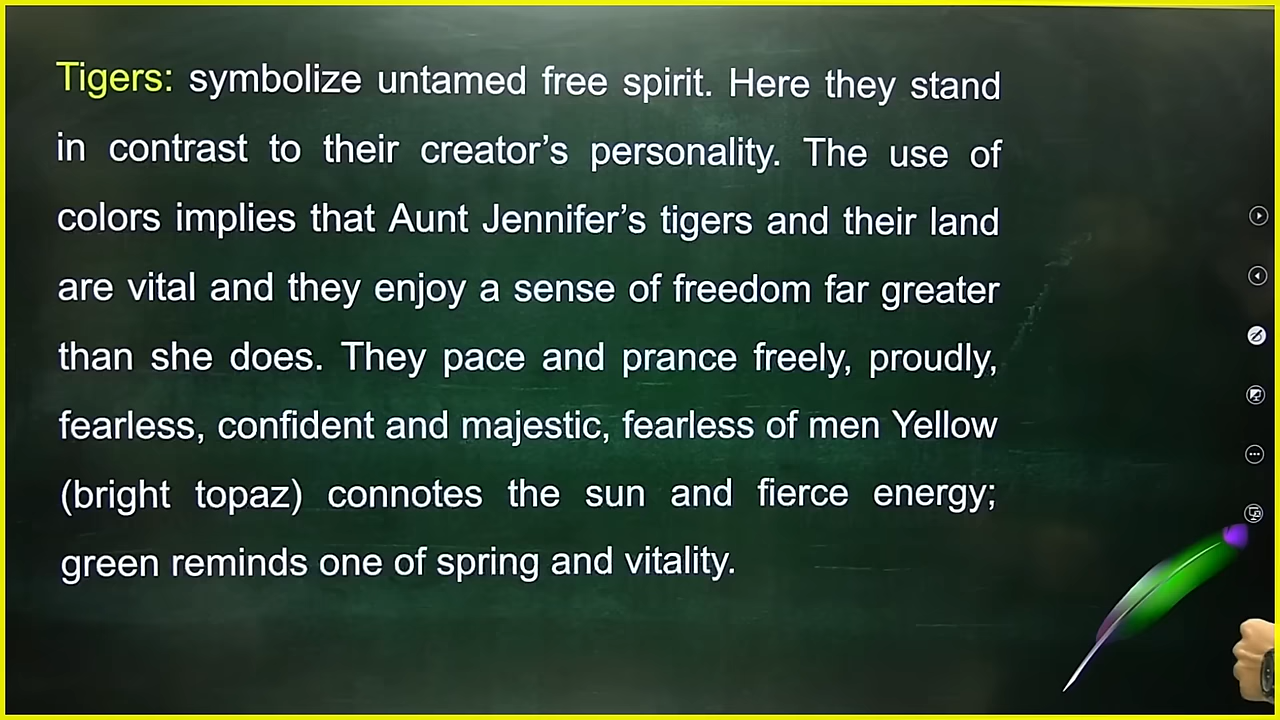 Tigers: symbolize untamed free spirit. Here they stand
in contrast to their creator’s personality. The use of
colors implies that Aunt Jennifer’s tigers and their land
are vital and they enjoy a sense of freedom far greater
than she does. They pace and prance freely, proudly,
fearless, confident and majestic, fearless of men Yellow
(bright topaz) connotes the sun and fierce energy;
green reminds one of spring and vitality.